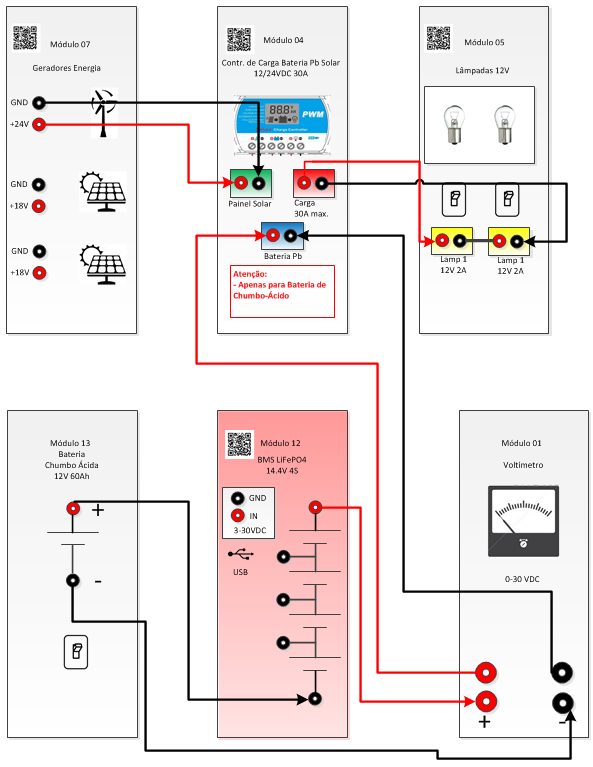 Módulo 07
Geradores Energia
GND
+24V
GND
+18V
GND
+18V
Módulo 04
Contr. de Carga Bateria Pb Solar
12/24VDC 30A
PWM
Charge Controller
Painel Solar
Carga
30A max.
Bateria Pb
Atenção:
- Apenas para Bateria de
Chumbo-Ácido
Módulo 05
Lâmpadas 12V
Lamp 1
12V 2A
Lamp 1
12V 2A
Módulo 13
Bateria
Chumbo Ácida
12V 60Ah
+
-
Módulo 12
BMS LiFePO4
14.4V 4S
GND
IN
3-30VDC
USB
Módulo 01
Voltimetro
0-30 VDC
+
-